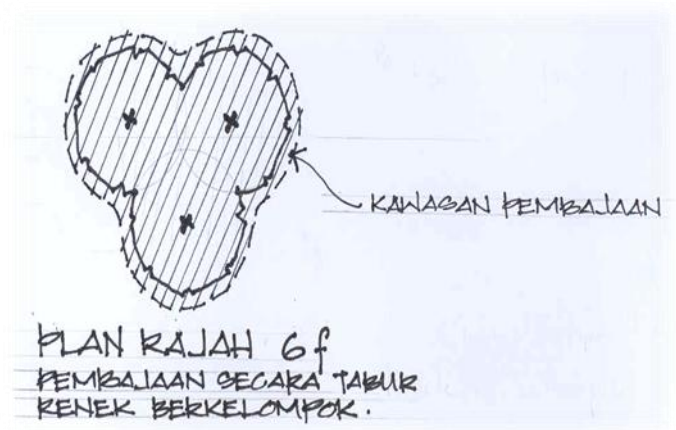 KAWASAN PEMBAJAAN
PLAN RAJAH 6f
PEMBAJAAN SECARA TABUR
RENEK BERKELOMPOK.